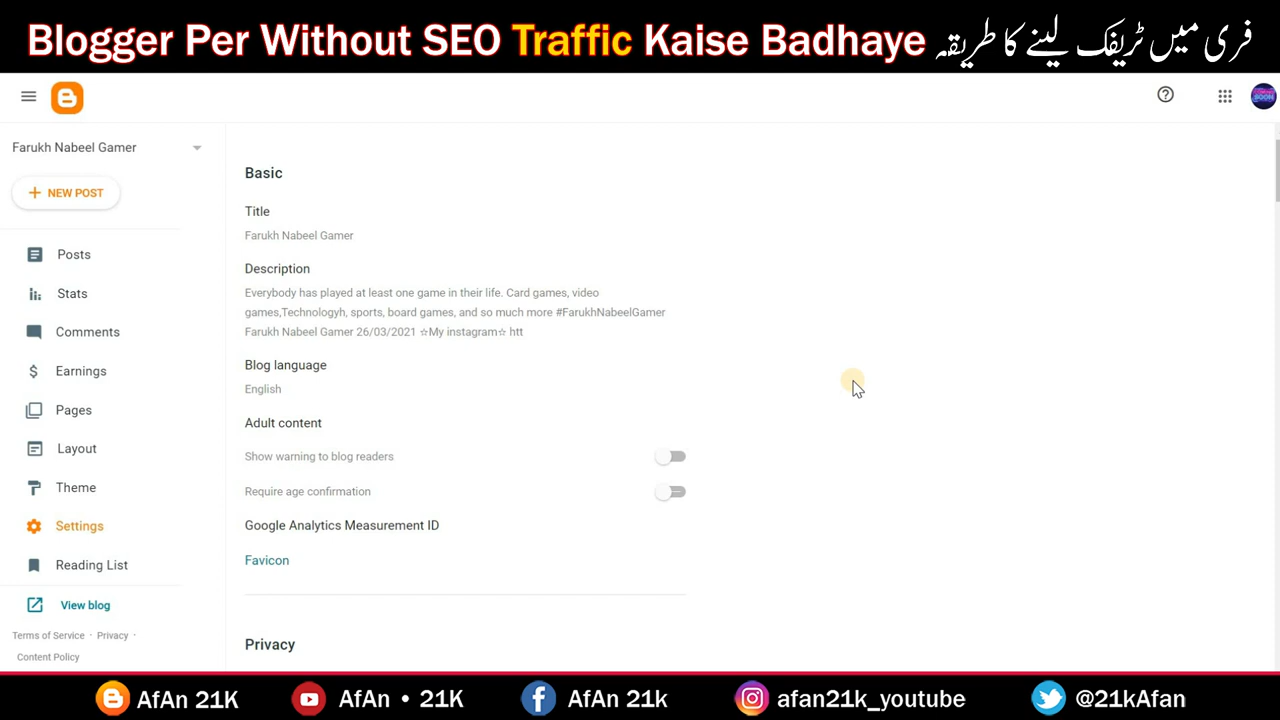 Blogger Per Without SEO Traffic Kaise Badhaye فری میں ٹریفک لینے کا طریقہ
Farukh Nabeel Gamer
+ NEW POST
Posts
Stats
Comments
Earnings
Pages
Layout
Theme
Settings
Reading List
View blog
Terms of Service · Privacy ·
Content Policy
Basic
Title
Farukh Nabeel Gamer
Description
Everybody has played at least one game in their life. Card games, video
games,Technologyh, sports, board games, and so much more #FarukhNabeelGamer
Farukh Nabeel Gamer 26/03/2021 ☆My instagram☆ htt
Blog language
English
Adult content
Show warning to blog readers
Require age confirmation
Google Analytics Measurement ID
Favicon
Privacy
AfAn 21K AfAn • 21K AfAn 21k afan21k_youtube @21kAfan